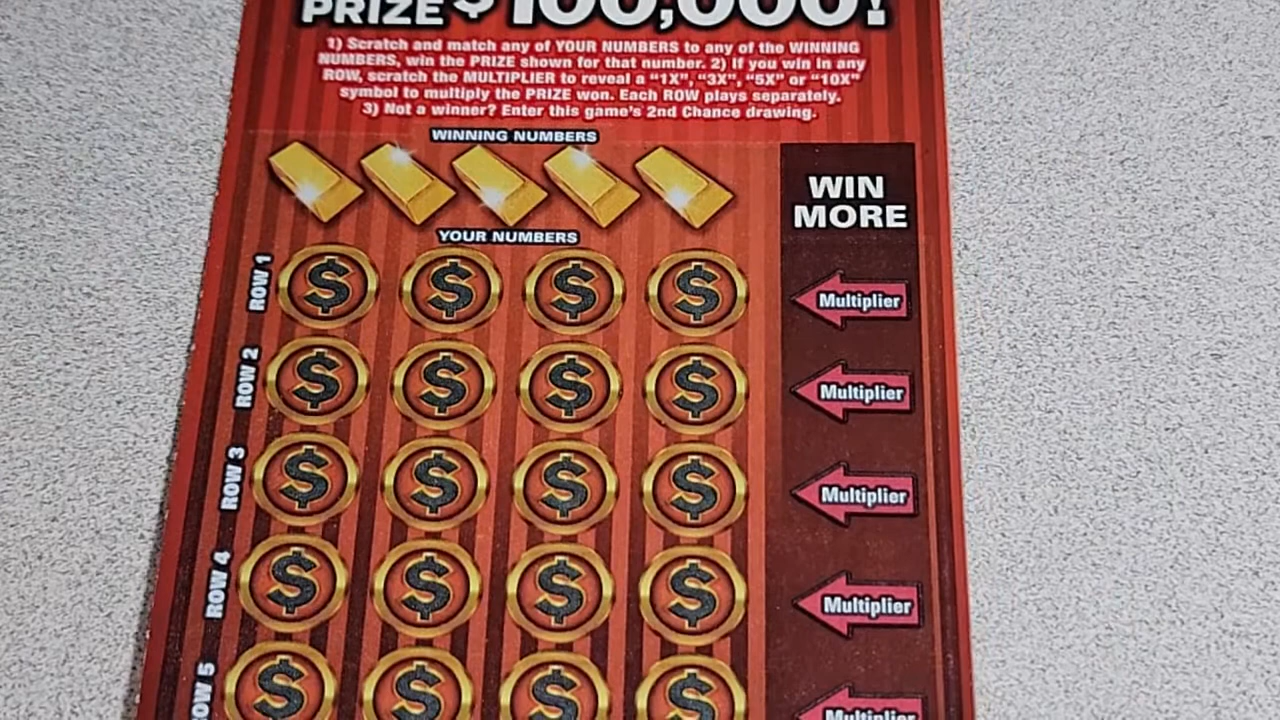 PRIZE $100,000!
1) Scratch and match any of YOUR NUMBERS to any of the WINNING
NUMBERS, win the PRIZE shown for that number. 2) If you win in any
ROW, scratch the MULTIPLIER to reveal a “1X”, “3X”, “5X” or “10X”
symbol to multiply the PRIZE won. Each ROW plays separately.
3) Not a winner? Enter this game's 2nd Chance drawing.
WINNING NUMBERS
WIN
MORE
YOUR NUMBERS
ROW 1
$ $ $ $
Multiplier
ROW 2
$ $ $ $
Multiplier
ROW 3
$ $ $ $
Multiplier
ROW 4
$ $ $ $
Multiplier
ROW 5
$ $ $ $
Multiplier